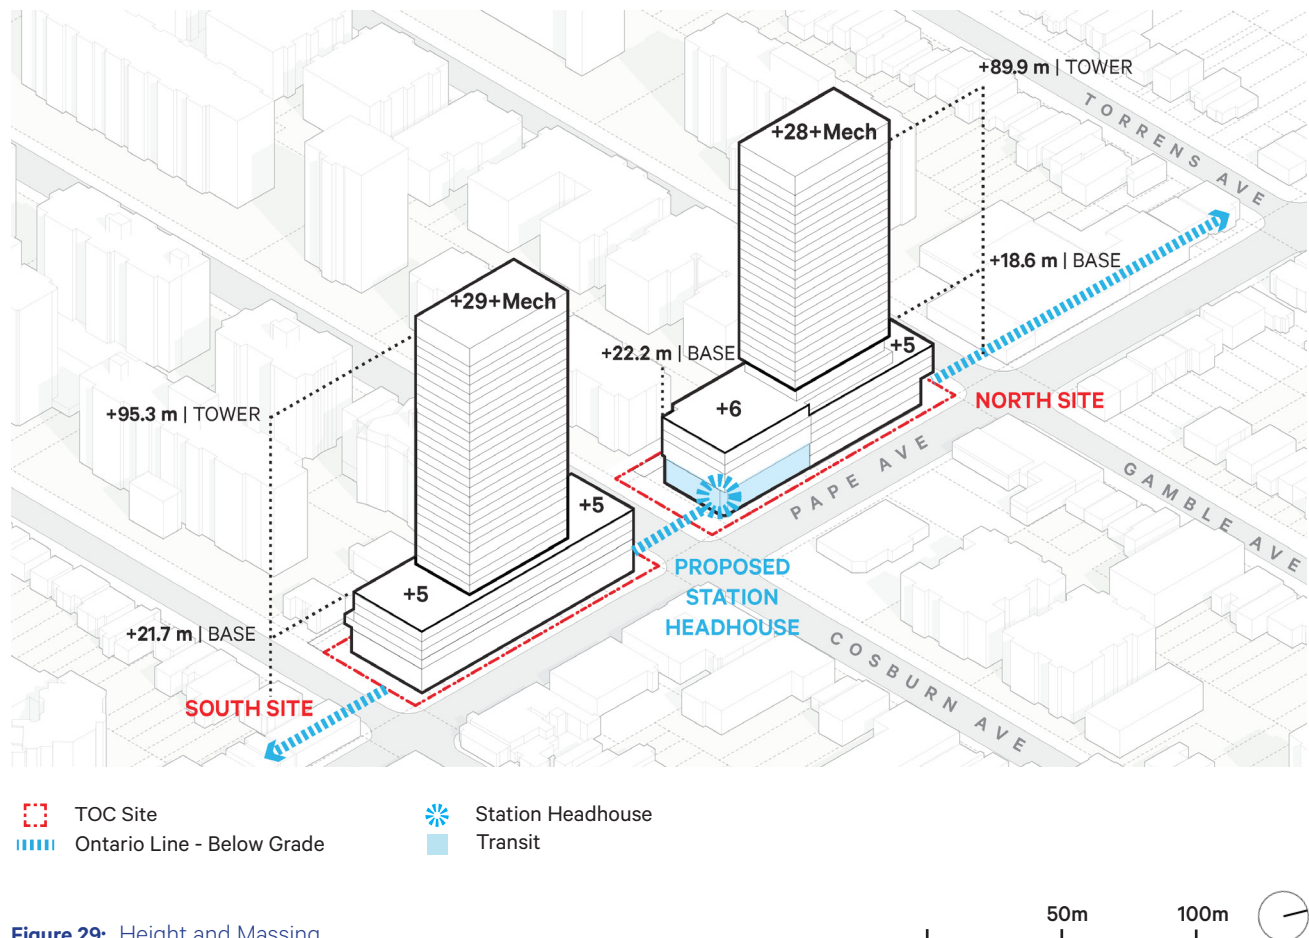 +89.9 m | TOWER
TORRENS AVE
+28+Mech
+18.6 m | BASE
+29+Mech
+5
+22.2 m | BASE
+95.3 m | TOWER
+6
NORTH SITE
PAPE AVE
GAMBLE AVE
+5
PROPOSED
STATION
HEADHOUSE
+5
+21.7 m | BASE
COSBURN AVE
SOUTH SITE
TOC Site
Station Headhouse
Ontario Line - Below Grade
Transit
50m
100m
Figure 29: Height and Massing